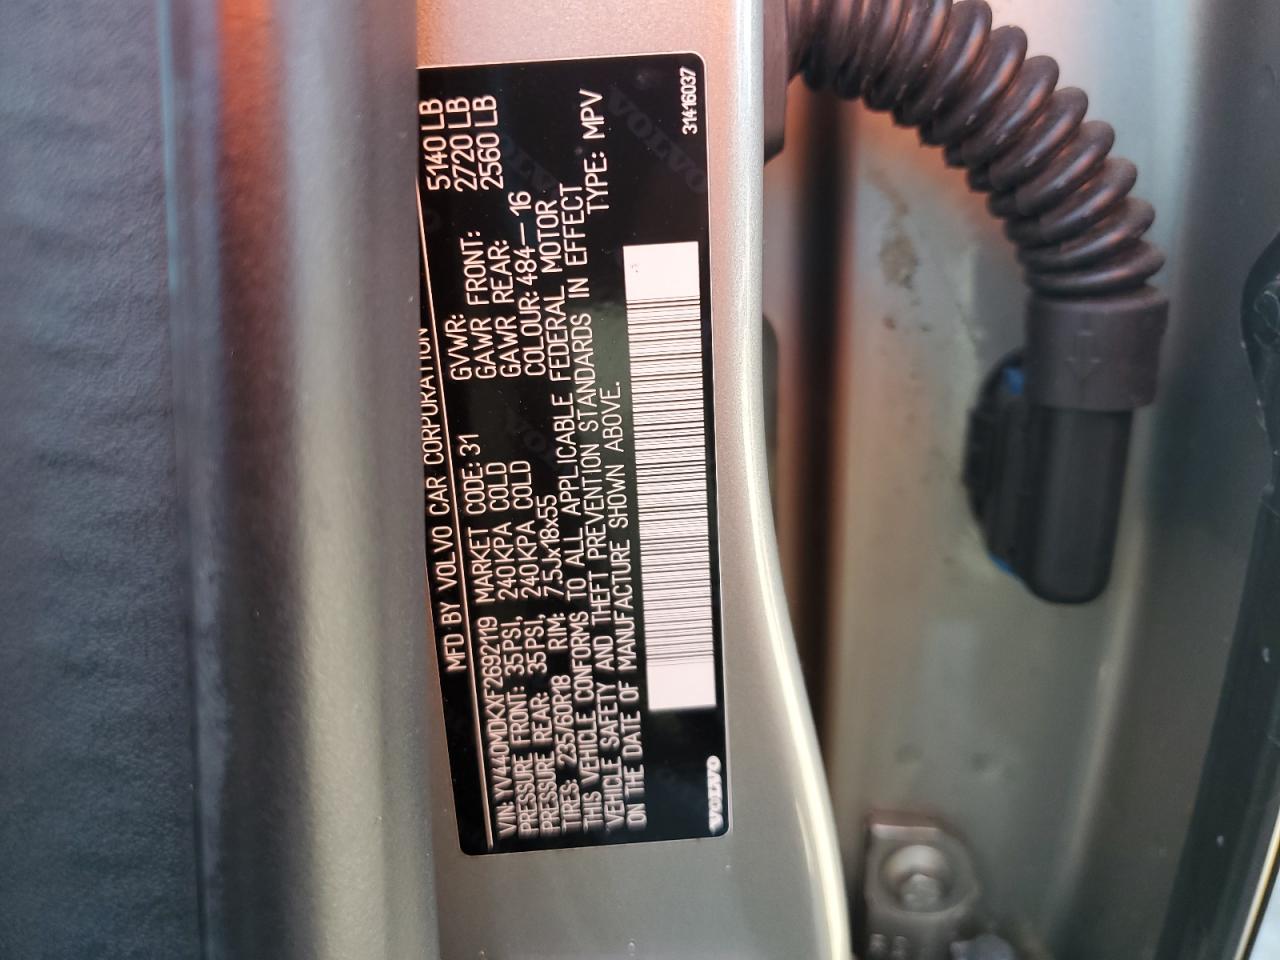 MFD BY VOLVO CAR CORPORATION
VIN: YV440MDKXF2692119 MARKET CODE: 31 GVWR: 5140 LB
PRESSURE FRONT: 35PSI, 240KPA COLD GAWR FRONT: 2720 LB
PRESSURE REAR: 35PSI, 240KPA COLD GAWR REAR: 2560 LB
TIRES: 235/60R18 RIM: 7.5Jx18x55 COLOUR: 484-16
THIS VEHICLE CONFORMS TO ALL APPLICABLE FEDERAL MOTOR
VEHICLE SAFETY AND THEFT PREVENTION STANDARDS IN EFFECT
ON THE DATE OF MANUFACTURE SHOWN ABOVE. TYPE: MPV
VOLVO 31416037